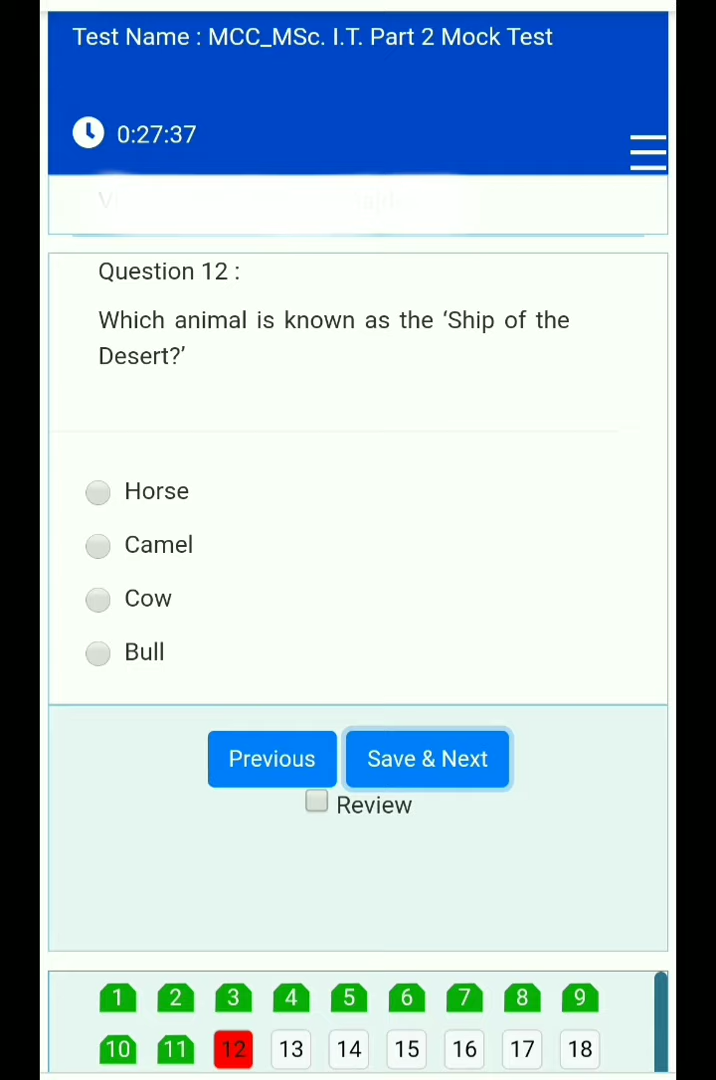 Test Name : MCC_MSc. I.T. Part 2 Mock Test
0:27:37
Question 12 :
Which animal is known as the ‘Ship of the
Desert?’
Horse
Camel
Cow
Bull
Previous Save & Next
Review
1 2 3 4 5 6 7 8 9
10 11 12 13 14 15 16 17 18